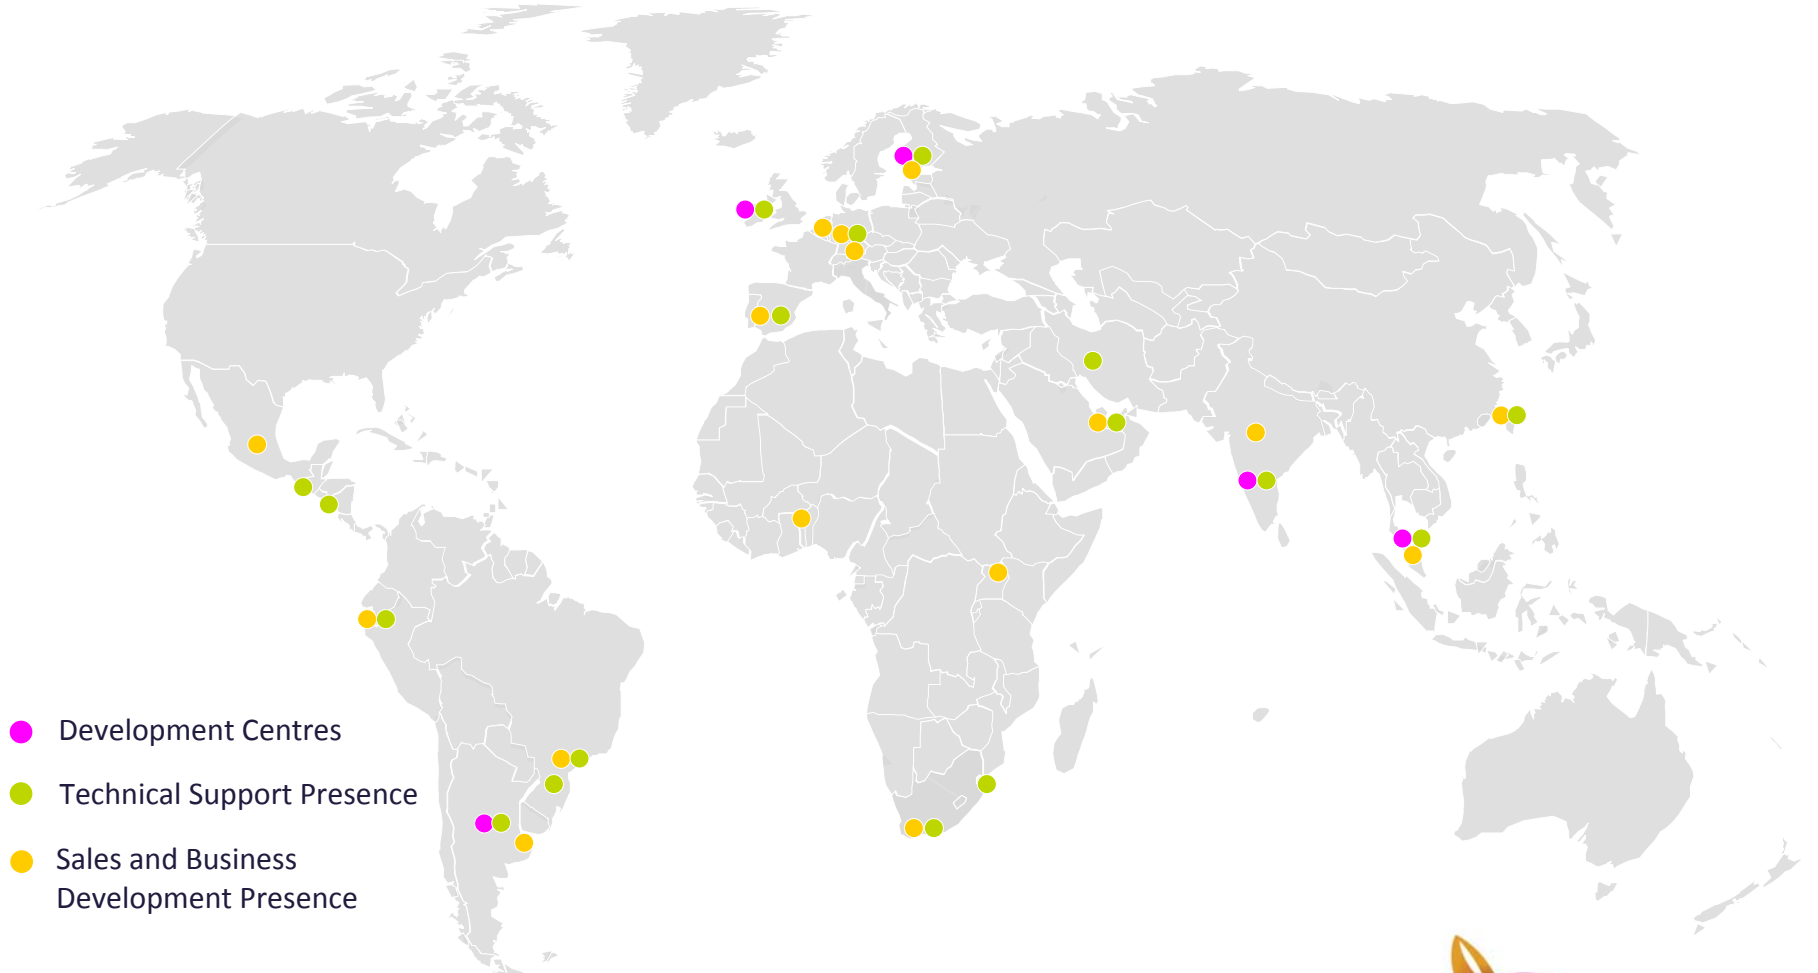 Development Centres
Technical Support Presence
Sales and Business
Development Presence